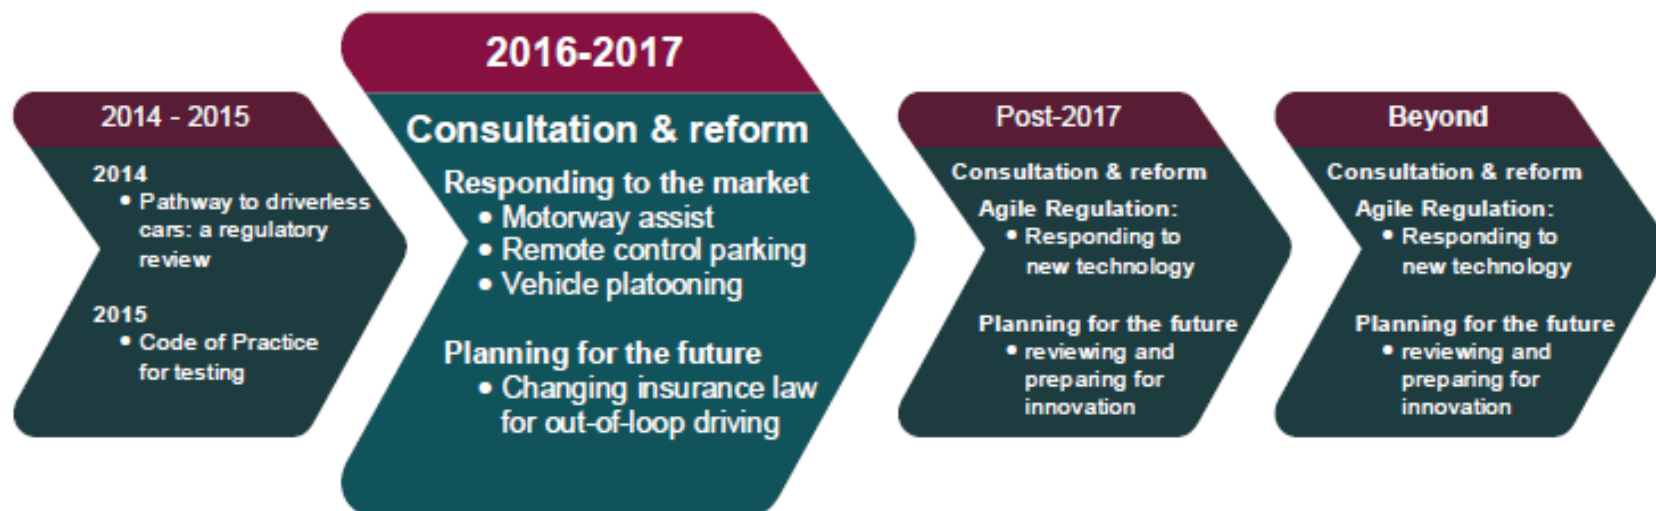 2014 - 2015
2014
• Pathway to driverless
cars: a regulatory
review
2015
• Code of Practice
for testing
2016-2017
Consultation & reform
Responding to the market
• Motorway assist
• Remote control parking
• Vehicle platooning
Planning for the future
• Changing insurance law
for out-of-loop driving
Post-2017
Consultation & reform
Agile Regulation:
• Responding to
new technology
Planning for the future
• reviewing and
preparing for
innovation
Beyond
Consultation & reform
Agile Regulation:
• Responding to
new technology
Planning for the future
• reviewing and
preparing for
innovation